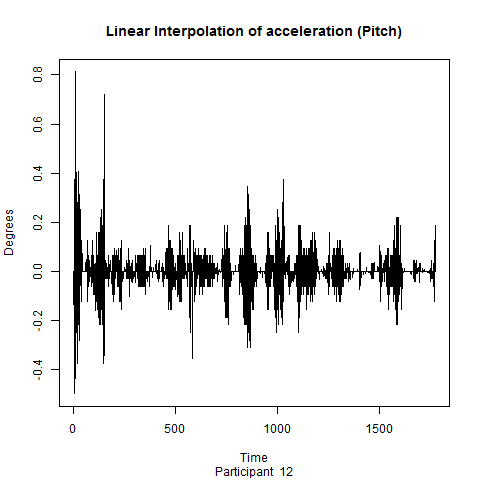 Linear Interpolation of acceleration (Pitch)
Degrees
0.8
0.6
0.4
0.2
0.0
-0.2
-0.4
0 500 1000 1500
Time
Participant 12